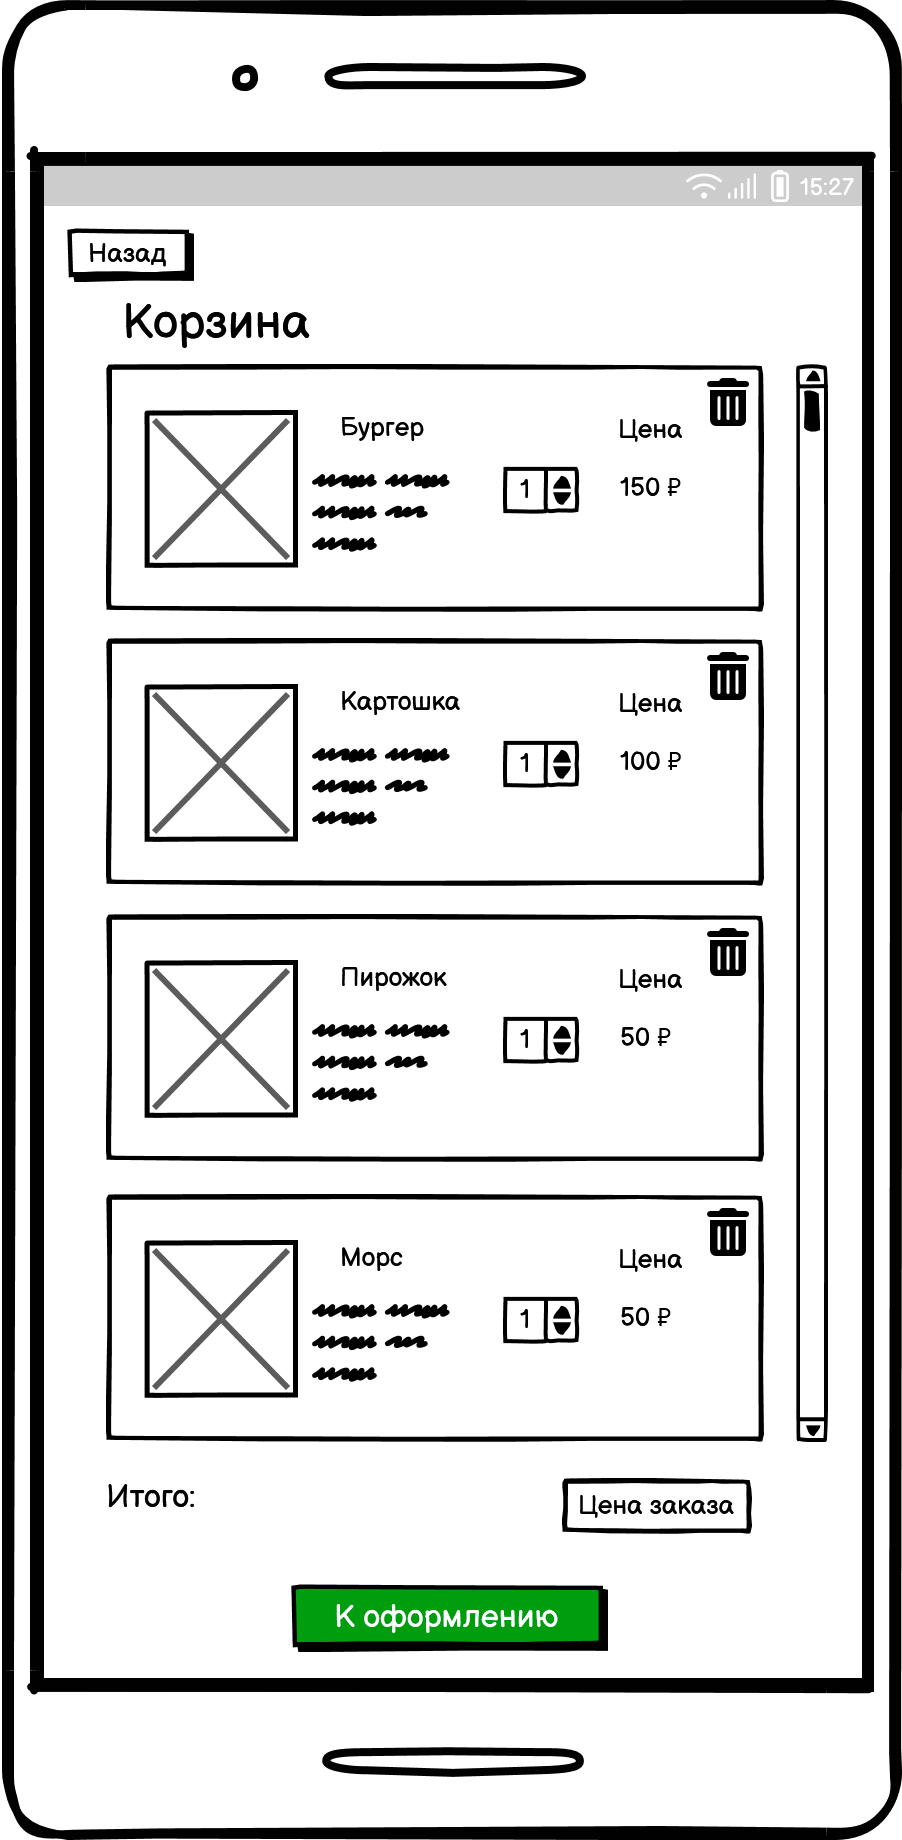 15:27
Назад
Корзина
Бургер
Цена
1
150 ₽
Картошка
Цена
1
100 ₽
Пирожок
Цена
1
50 ₽
Морс
Цена
1
50 ₽
Итого:
Цена заказа
К оформлению